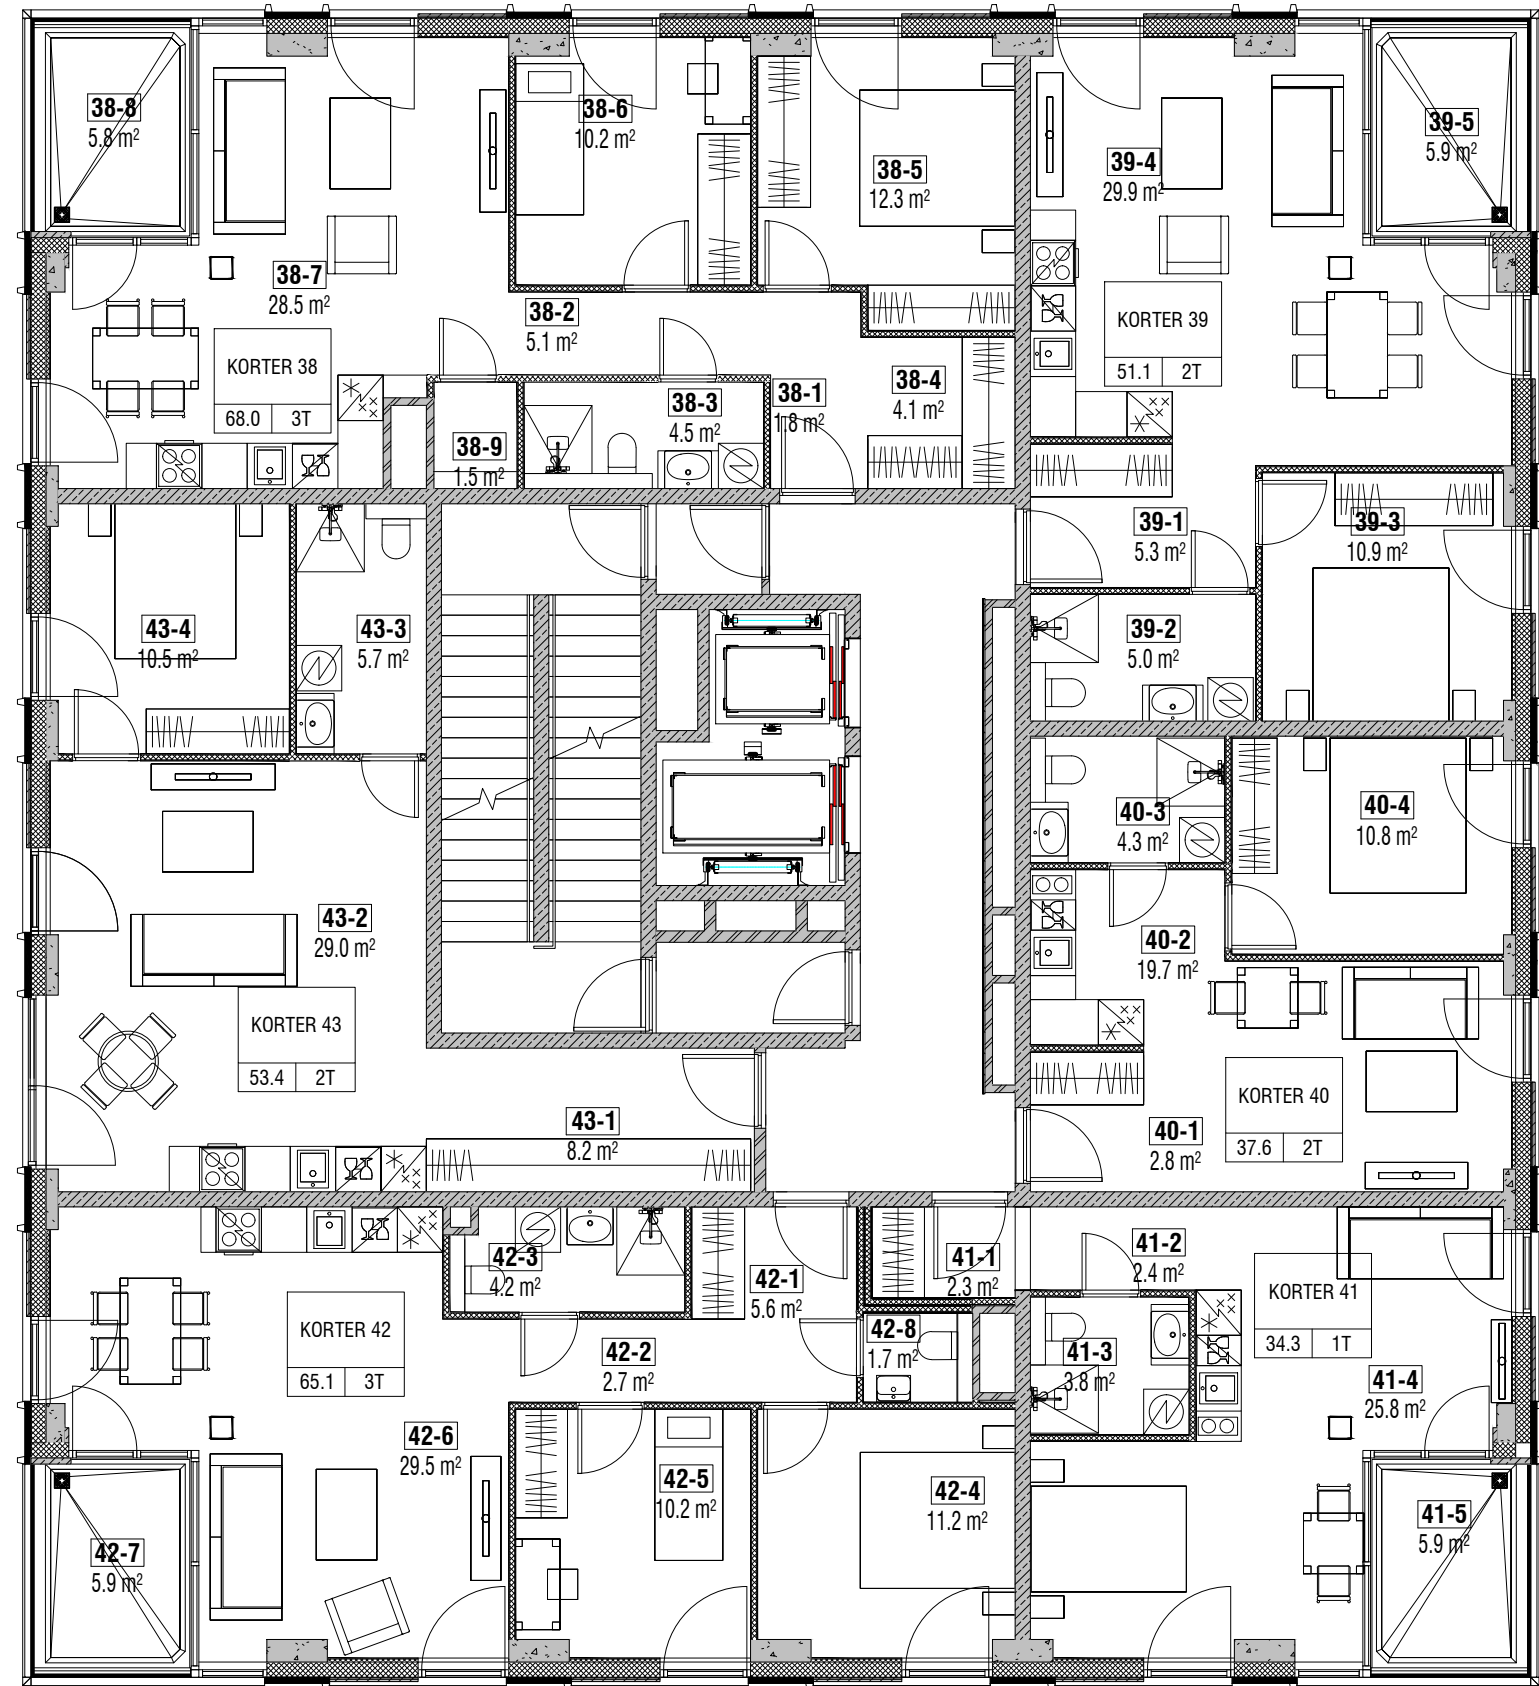 38-8
5.8 m²
38-6
10.2 m²
38-5
12.3 m²
39-4
29.9 m²
39-5
5.9 m²
38-7
28.5 m²
38-2
5.1 m²
KORTER 38
68.0 3T
KORTER 39
51.1 2T
38-9
1.5 m²
38-3
4.5 m²
38-1
1.8 m²
38-4
4.1 m²
39-1
5.3 m²
39-3
10.9 m²
43-4
10.5 m²
43-3
5.7 m²
39-2
5.0 m²
40-3
4.3 m²
40-4
10.8 m²
43-2
29.0 m²
40-2
19.7 m²
KORTER 43
53.4 2T
43-1
8.2 m²
40-1
2.8 m²
KORTER 40
37.6 2T
42-3
4.2 m²
42-1
5.6 m²
41-1
2.3 m²
41-2
2.4 m²
KORTER 41
34.3 1T
KORTER 42
65.1 3T
42-2
2.7 m²
42-8
1.7 m²
41-3
3.8 m²
41-4
25.8 m²
42-6
29.5 m²
42-5
10.2 m²
42-4
11.2 m²
41-5
5.9 m²
42-7
5.9 m²